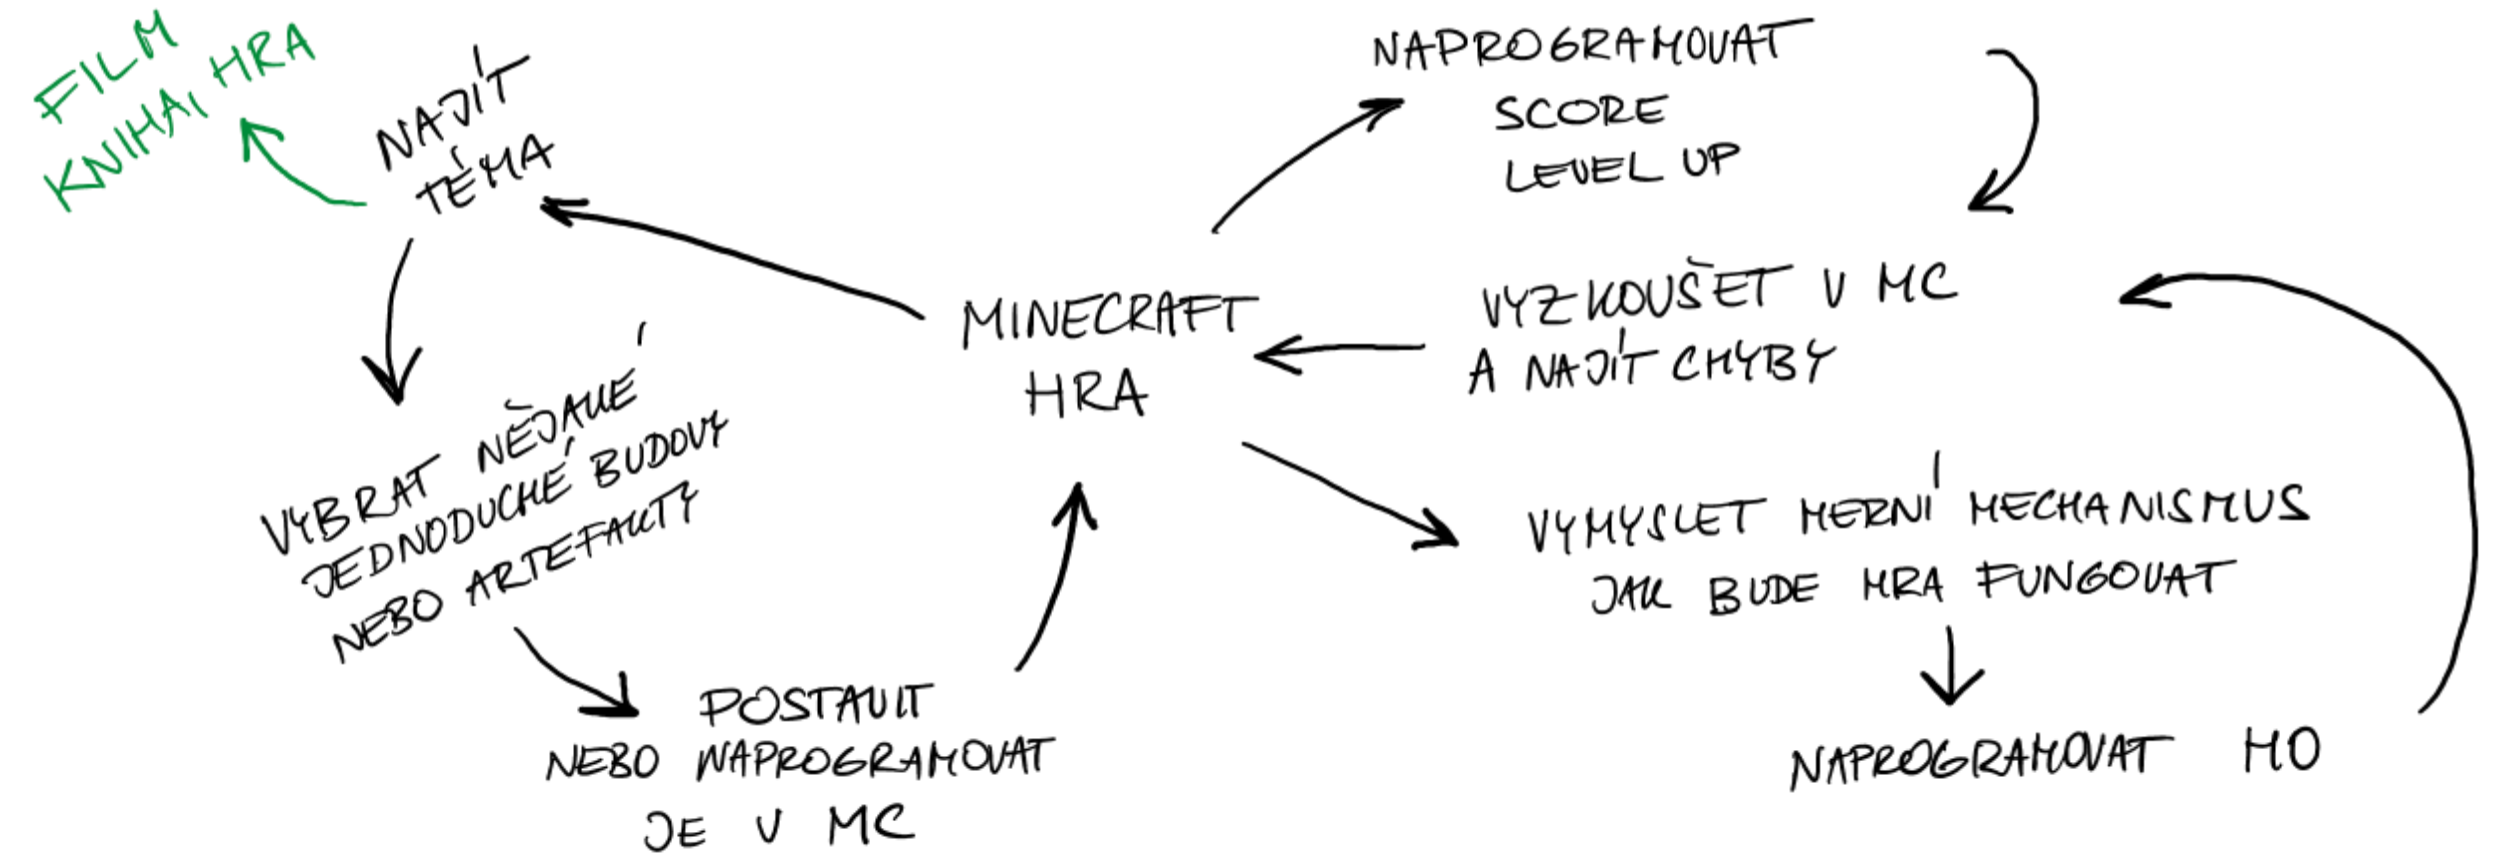 FILM
KNIHA, HRA
NAJÍT
TÉMA
VYBRAT NĚJAKÉ
JEDNODUCHÉ BUDOVY
NEBO ARTEFAKTY
POSTAVIT
NEBO NAPROGRAMOVAT
JE V MC
MINECRAFT
HRA
NAPROGRAMOVAT
SCORE
LEVEL UP
VYZKOUŠET V MC
A NAJÍT CHYBY
VYMYSLET HERNÍ MECHANISMUS
JAK BUDE HRA FUNGOVAT
NAPROGRAMOVAT HO